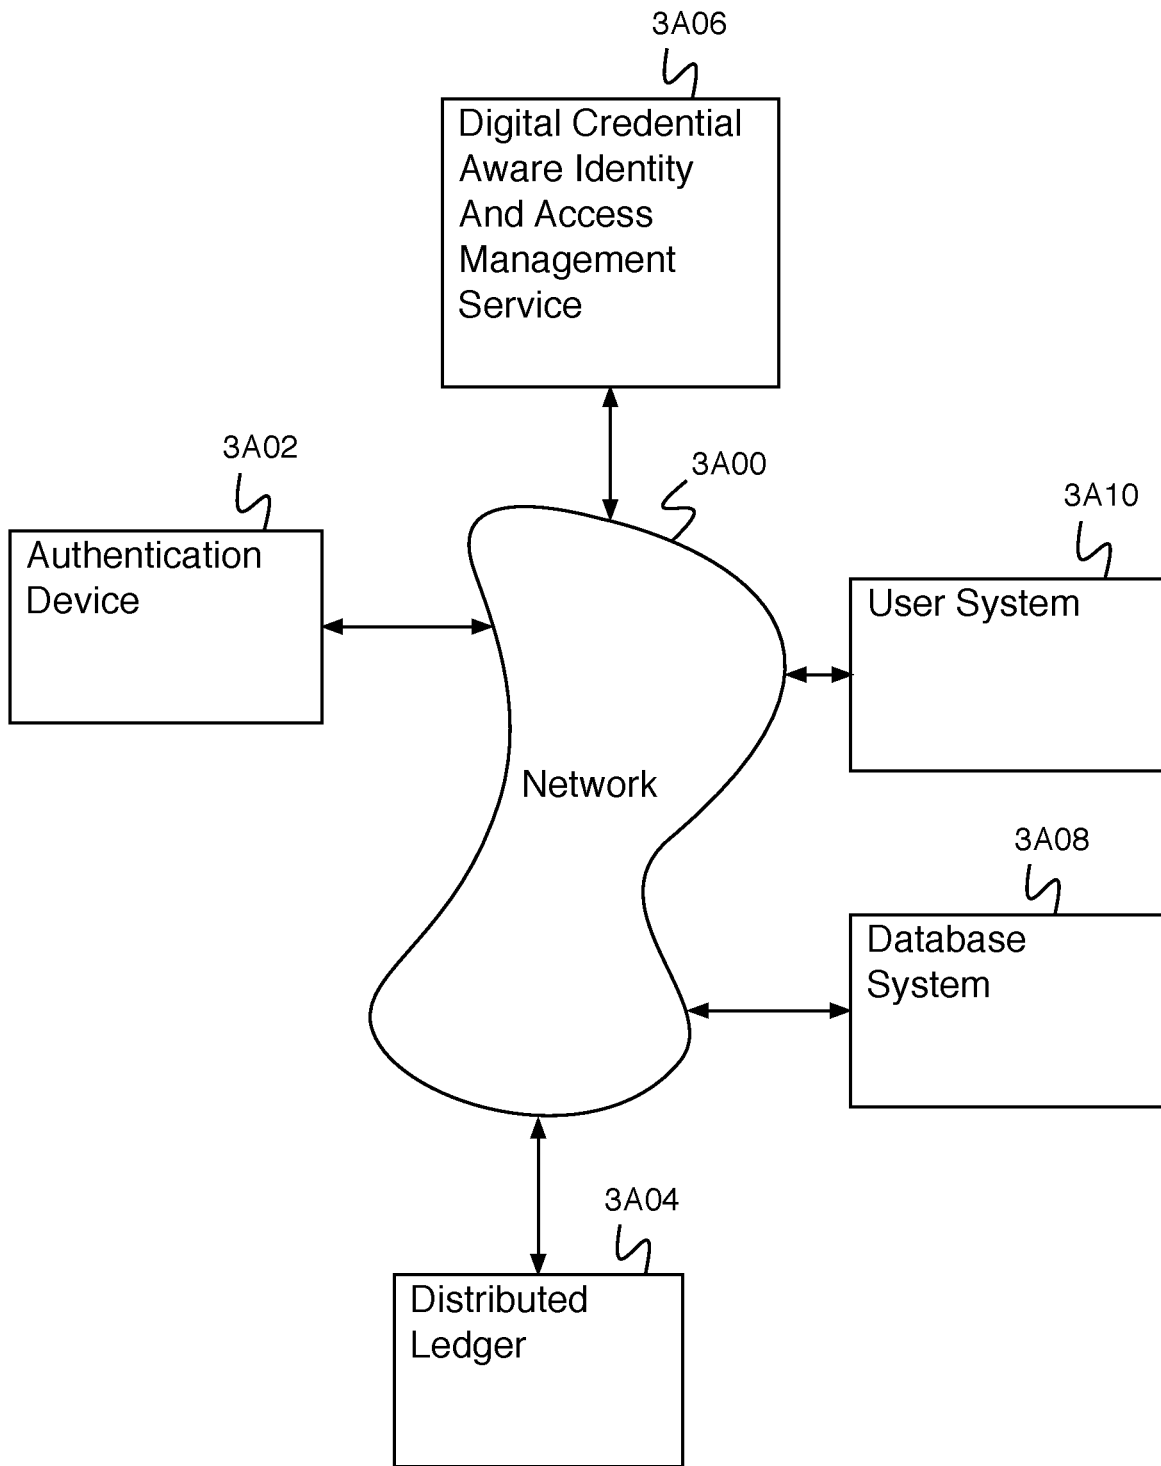 3A06
Digital Credential
Aware Identity
And Access
Management
Service
3A02
3A00
3A10
Authentication
Device
User System
Network
3A08
Database
System
3A04
Distributed
Ledger